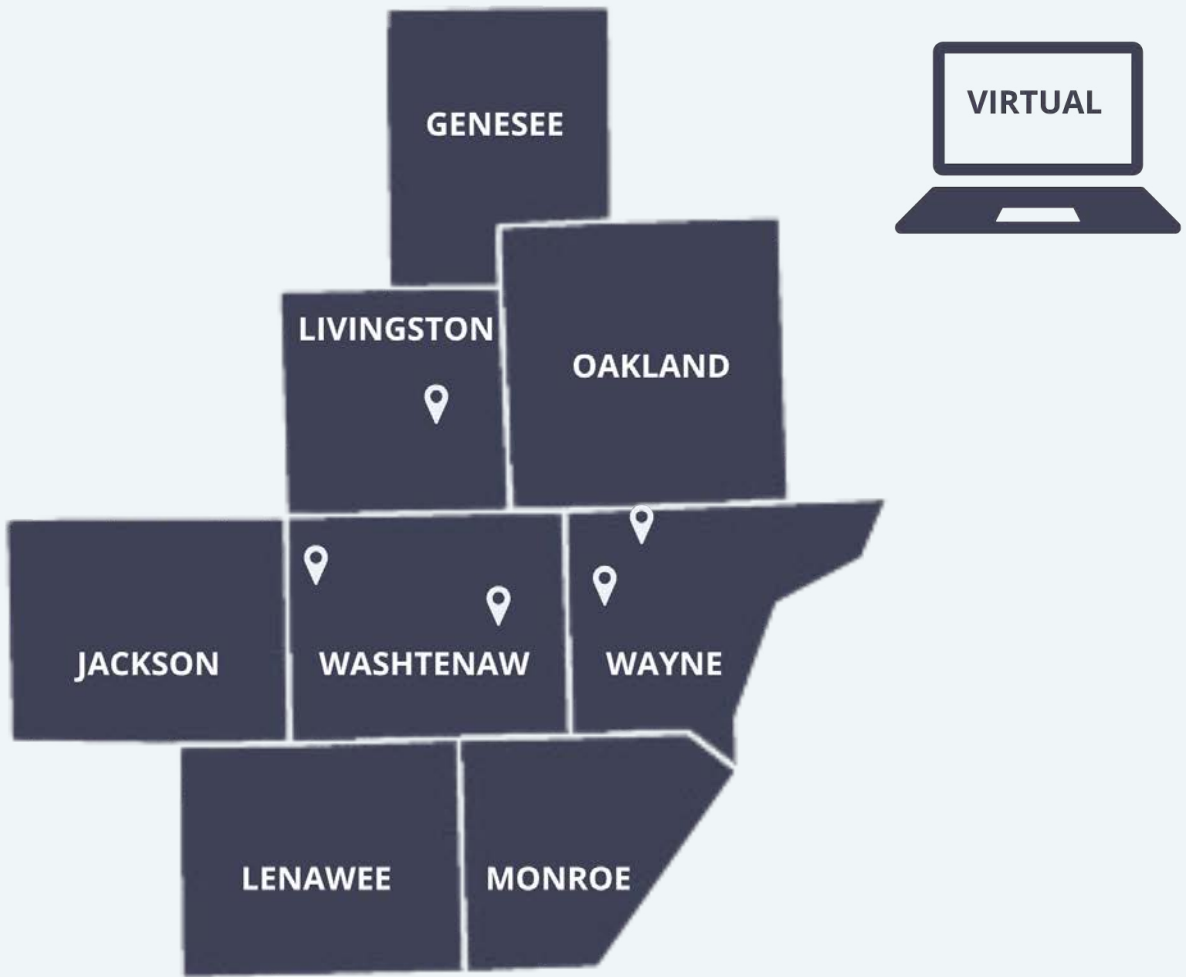 GENESEE
VIRTUAL
LIVINGSTON
OAKLAND
JACKSON
WASHTENAW
WAYNE
LENAWEE
MONROE